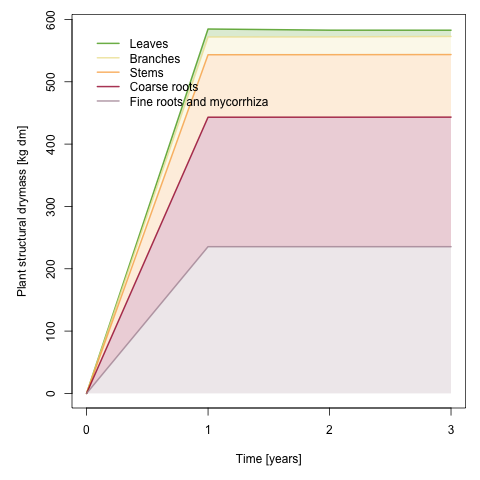 Leaves
Branches
Stems
Coarse roots
Fine roots and mycorrhiza
Plant structural drymass [kg dm]
600
500
400
300
200
100
0
0 1 2 3
Time [years]